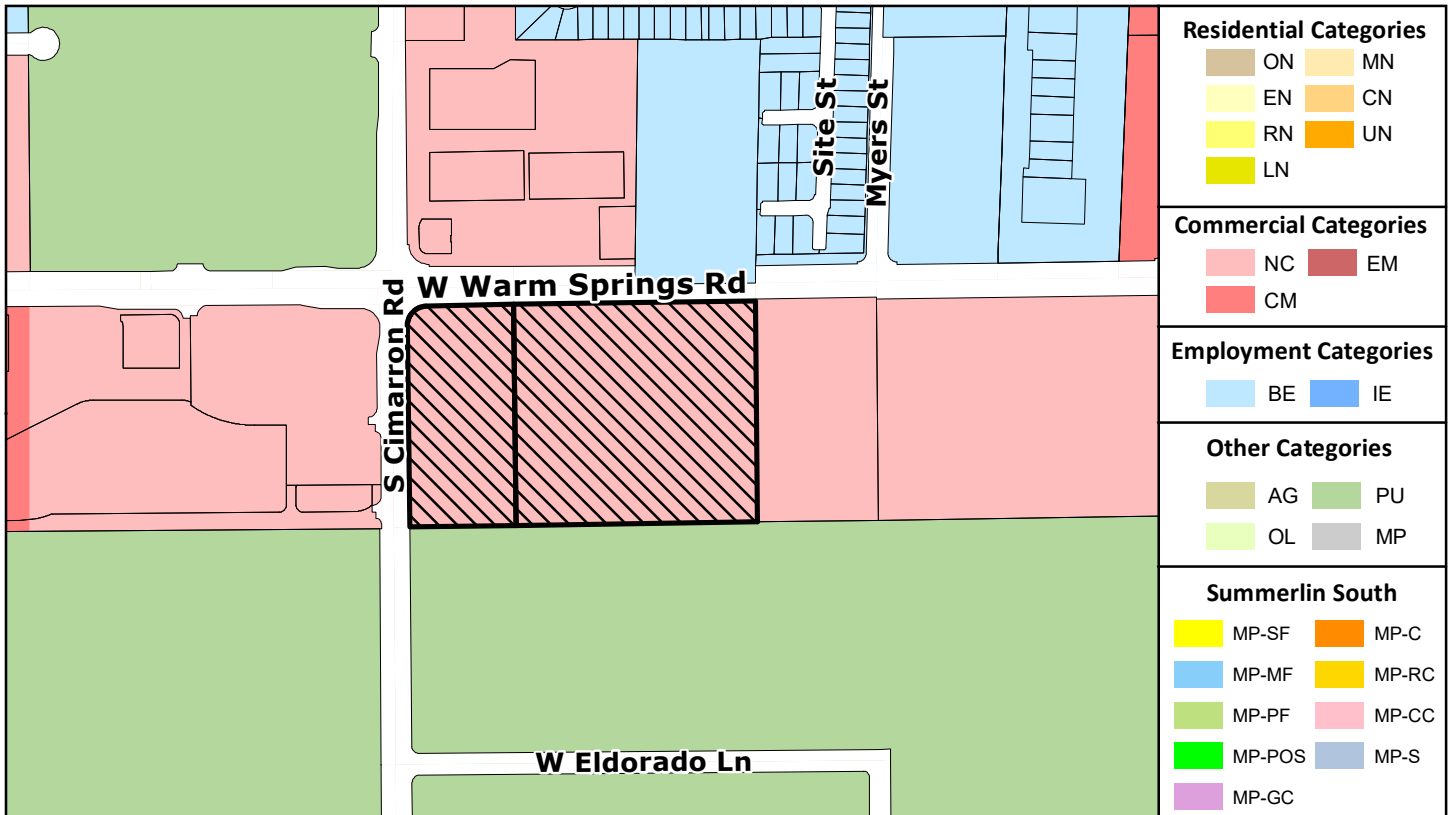 Site St
Myers St
W Warm Springs Rd
S Cimarron Rd
W Eldorado Ln
Residential Categories
ON MN
EN CN
RN UN
LN
Commercial Categories
NC EM
CM
Employment Categories
BE IE
Other Categories
AG PU
OL MP
Summerlin South
MP-SF MP-C
MP-MF MP-RC
MP-PF MP-CC
MP-POS MP-S
MP-GC